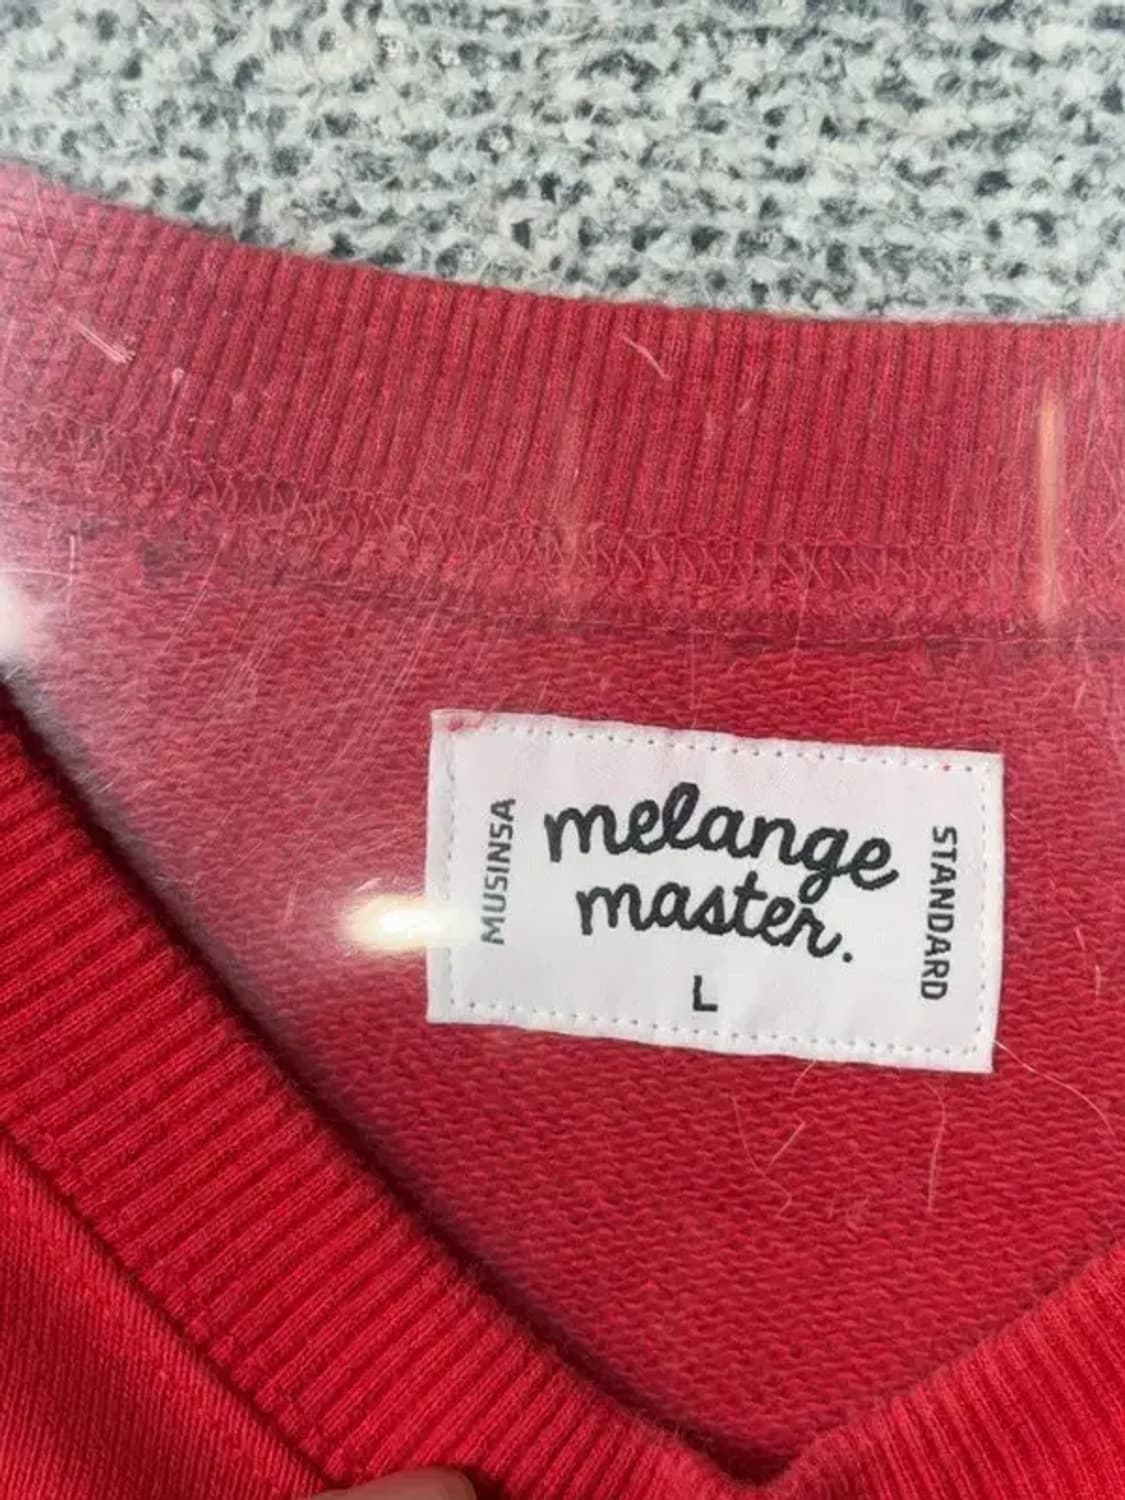 MUSINSA
melange
master.
L
STANDARD